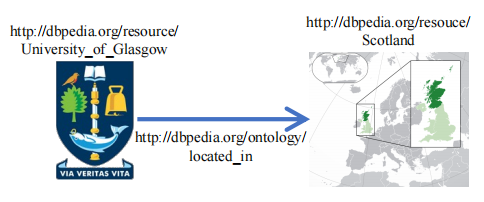 http://dbpedia.org/resource/
University_of_Glasgow
http://dbpedia.org/resouce/
Scotland
http://dbpedia.org/ontology/
located_in
VIA VERITAS VITA